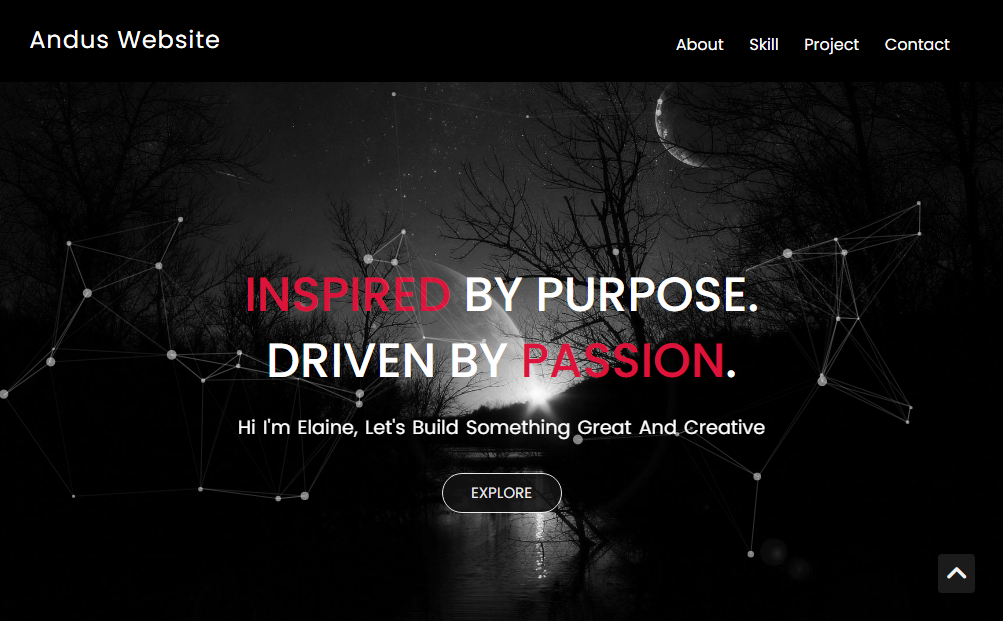 Andus Website
About Skill Project Contact
INSPIRED BY PURPOSE.
DRIVEN BY PASSION.
Hi I'm Elaine, Let's Build Something Great And Creative
EXPLORE